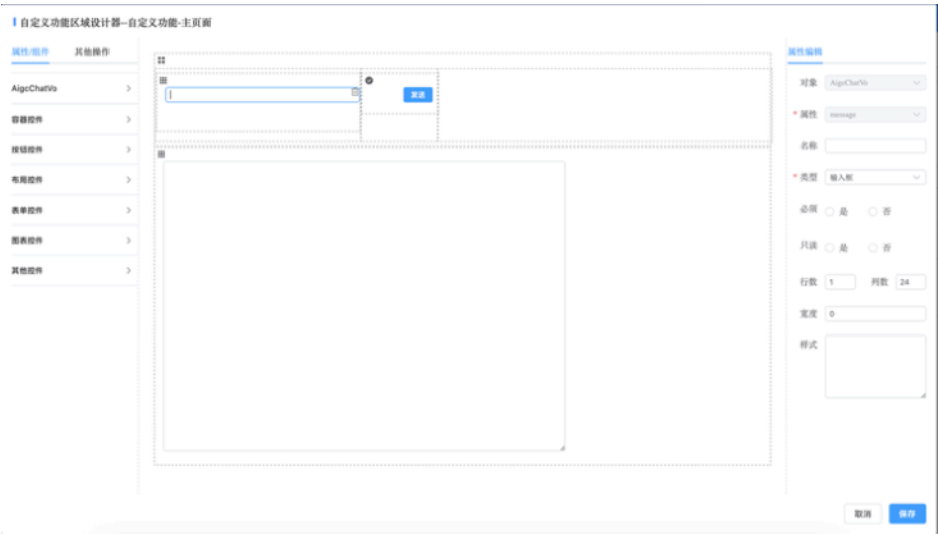 自定义功能区域设计器--自定义功能-主页面
属性/组件 其他操作
AigcChatVo
容器控件
按钮控件
布局控件
表单控件
图表控件
其他控件
发送
属性编辑
对象 AigcChatVo
* 属性 message
名称
* 类型 输入框
必须 是 否
只读 是 否
行数 1 列数 24
宽度 0
样式
取消 保存